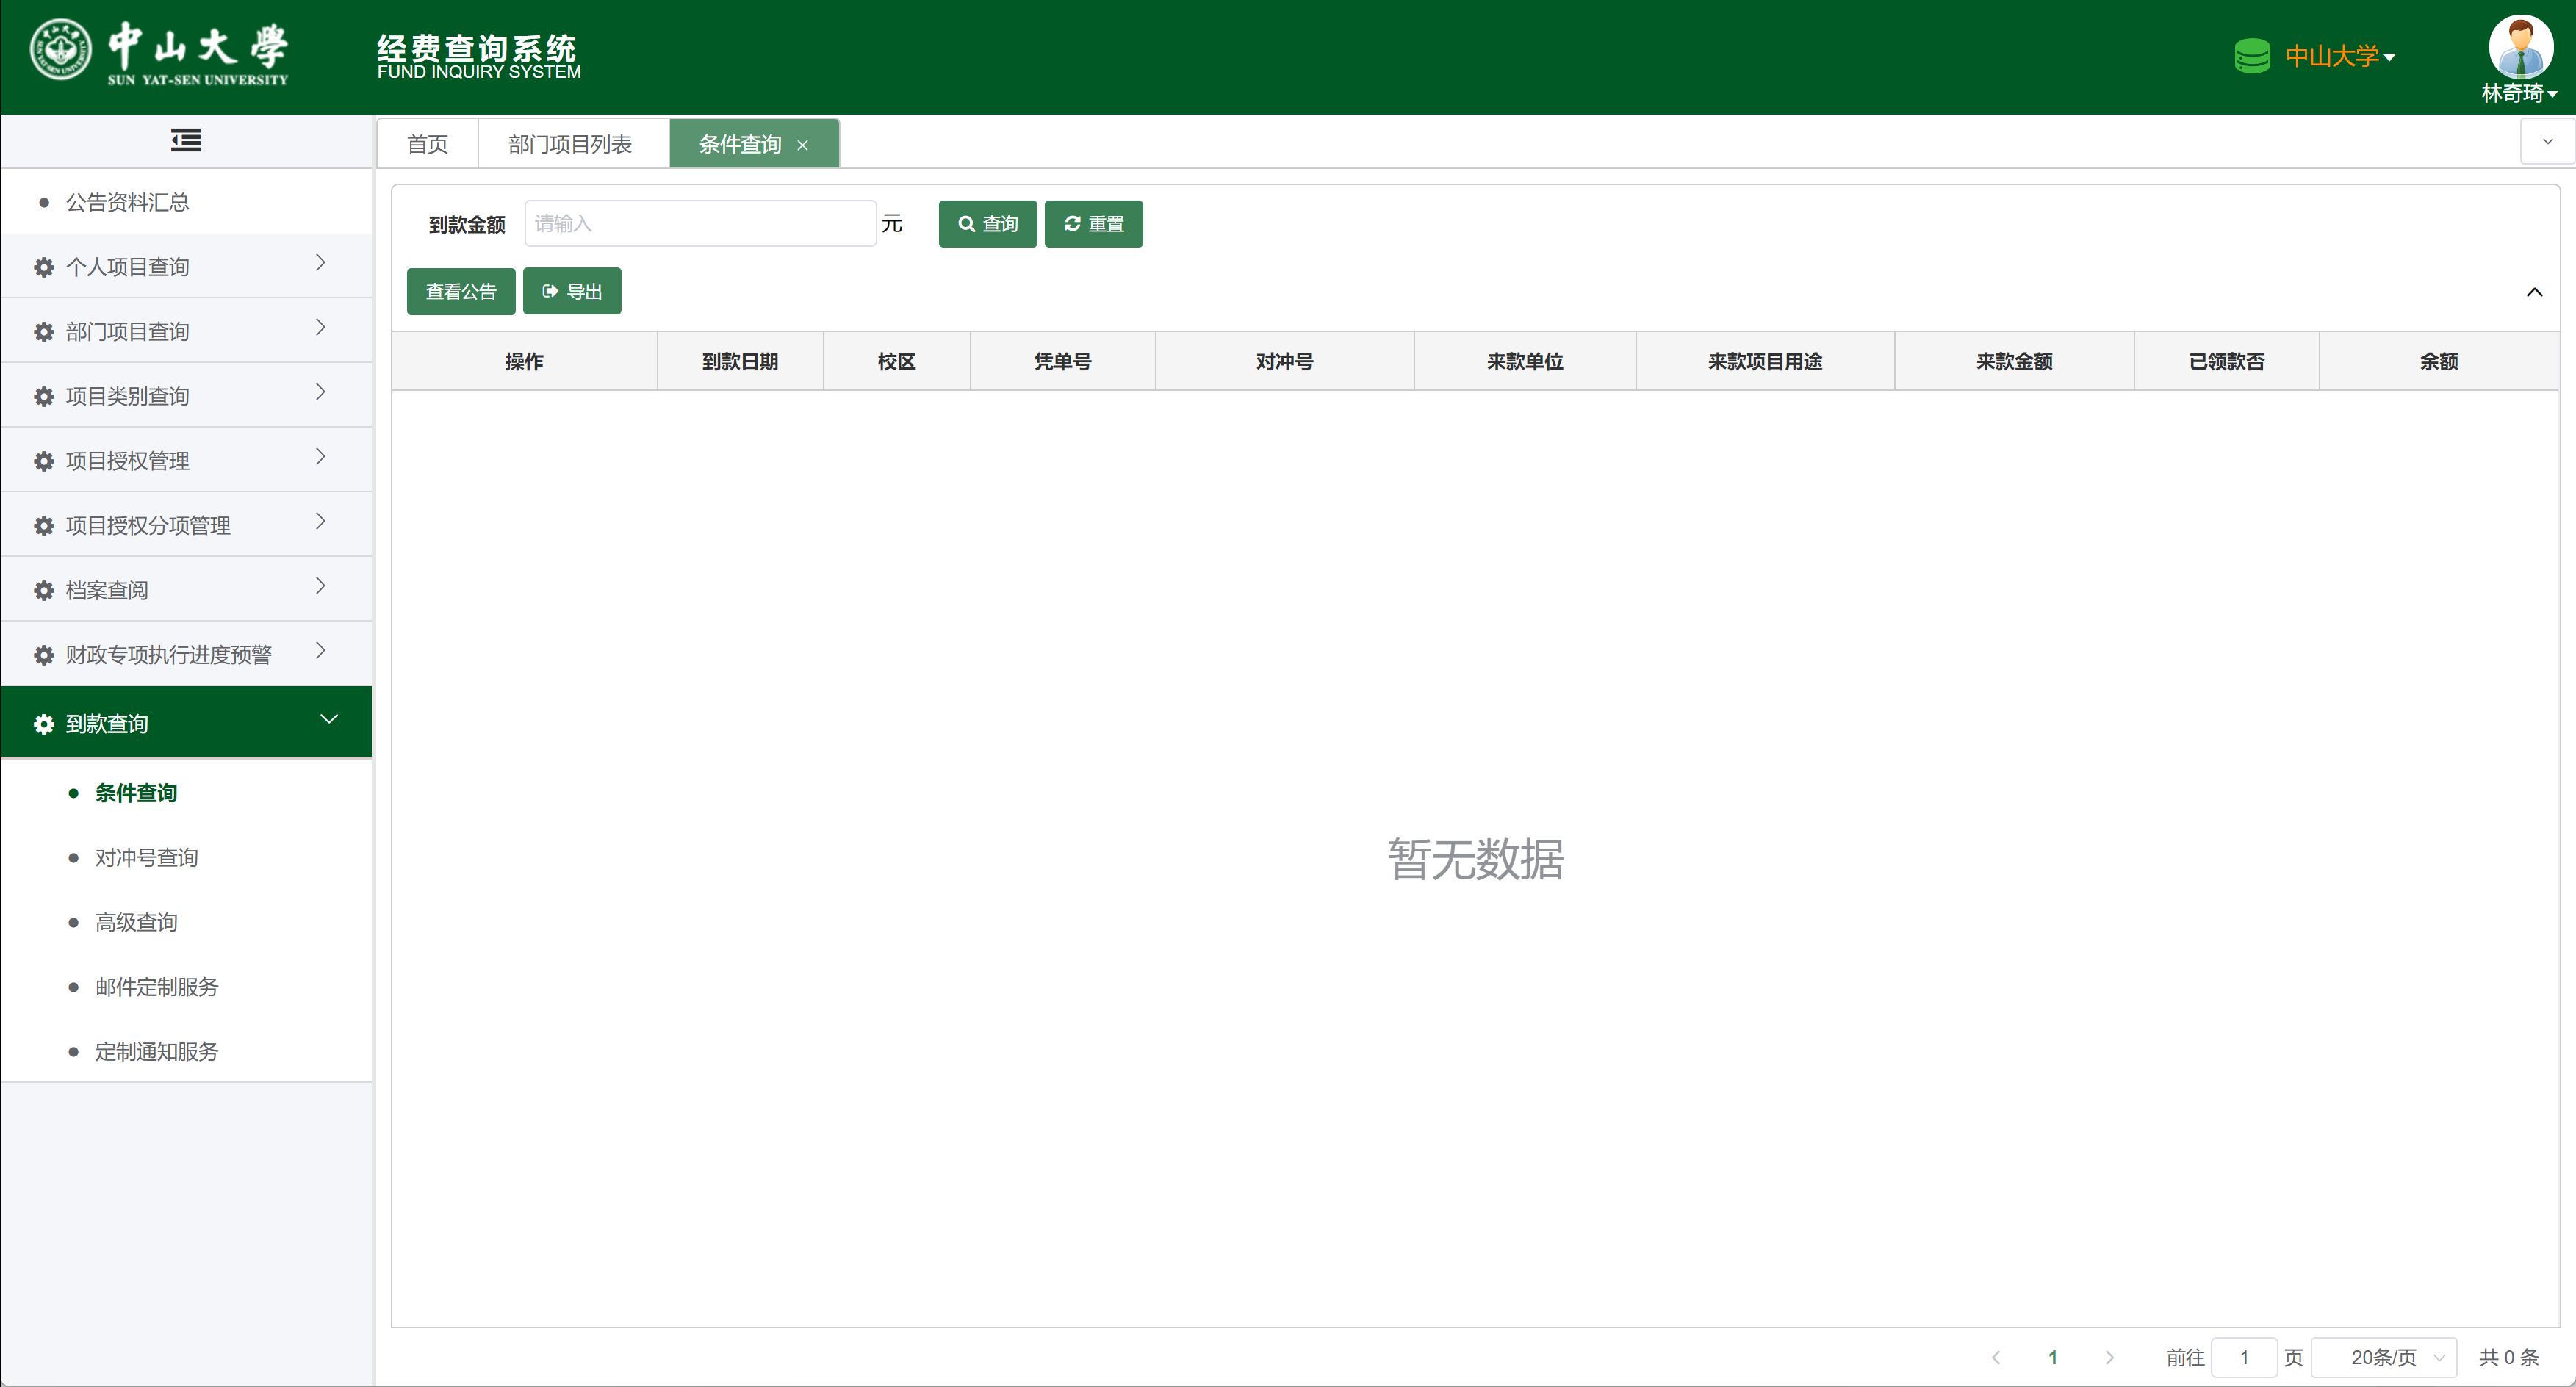 中山大學
SUN YAT-SEN UNIVERSITY
经费查询系统
FUND INQUIRY SYSTEM
中山大学
林奇琦
首页 部门项目列表 条件查询
公告资料汇总
个人项目查询
部门项目查询
项目类别查询
项目授权管理
项目授权分项管理
档案查阅
财政专项执行进度预警
到款查询
条件查询
对冲号查询
高级查询
邮件定制服务
定制通知服务
到款金额 请输入 元 查询 重置
查看公告 导出
操作 到款日期 校区 凭单号 对冲号 来款单位 来款项目用途 来款金额 已领款否 余额
暂无数据
1 前往 1 页 20条/页 共 0 条